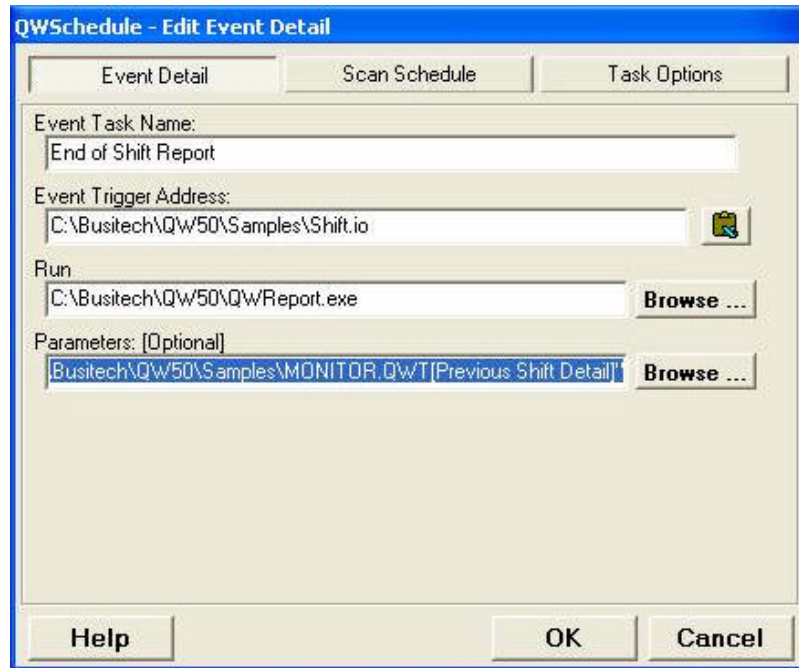 QWSchedule - Edit Event Detail
Event Detail
Scan Schedule
Task Options
Event Task Name:
End of Shift Report
Event Trigger Address:
C:\Busitech\QW50\Samples\Shift.io
Run
C:\Busitech\QW50\QWReport.exe
Browse ...
Parameters: [Optional]
.Busitech\QW50\Samples\MONITOR.QWT[Previous Shift Detail]"
Browse ...
Help
OK
Cancel